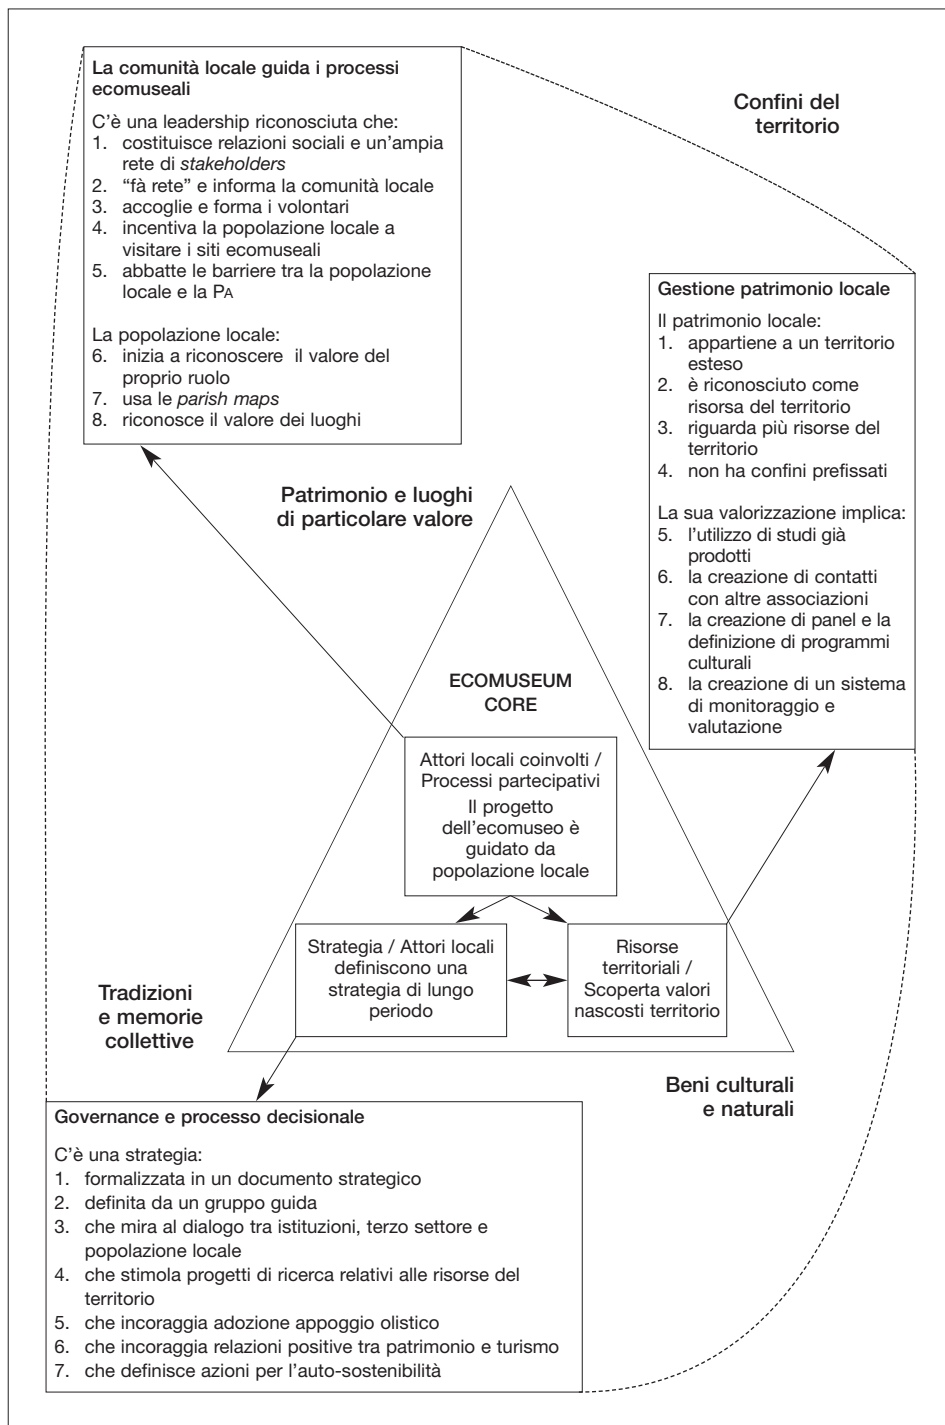 La comunità locale guida i processi
ecomuseali
C'è una leadership riconosciuta che:
1. costituisce relazioni sociali e un'ampia
rete di stakeholders
2. "fà rete" e informa la comunità locale
3. accoglie e forma i volontari
4. incentiva la popolazione locale a
visitare i siti ecomuseali
5. abbatte le barriere tra la popolazione
locale e la PA
La popolazione locale:
6. inizia a riconoscere il valore del
proprio ruolo
7. usa le parish maps
8. riconosce il valore dei luoghi
Confini del
territorio
Gestione patrimonio locale
Il patrimonio locale:
1. appartiene a un territorio
esteso
2. è riconosciuto come
risorsa del territorio
3. riguarda più risorse del
territorio
4. non ha confini prefissati
La sua valorizzazione implica:
5. l'utilizzo di studi già
prodotti
6. la creazione di contatti
con altre associazioni
7. la creazione di panel e la
definizione di programmi
culturali
8. la creazione di un sistema
di monitoraggio e
valutazione
Patrimonio e luoghi
di particolare valore
ECOMUSEUM
CORE
Attori locali coinvolti /
Processi partecipativi
Il progetto
dell'ecomuseo è
guidato da
popolazione locale
Strategia / Attori locali
definiscono una
strategia di lungo
periodo
Risorse
territoriali /
Scoperta valori
nascosti territorio
Tradizioni
e memorie
collettive
Beni culturali
e naturali
Governance e processo decisionale
C'è una strategia:
1. formalizzata in un documento strategico
2. definita da un gruppo guida
3. che mira al dialogo tra istituzioni, terzo settore e
popolazione locale
4. che stimola progetti di ricerca relativi alle risorse del
territorio
5. che incoraggia adozione appoggio olistico
6. che incoraggia relazioni positive tra patrimonio e turismo
7. che definisce azioni per l'auto-sostenibilità